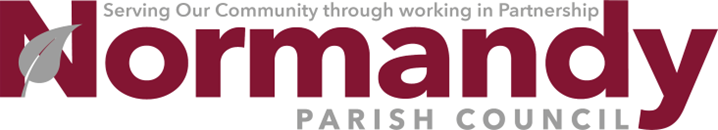 Serving Our Community through working in Partnership
Normandy
PARISH COUNCIL